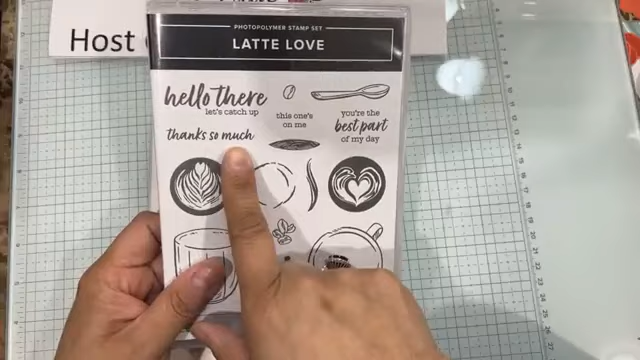 Host
PHOTOPOLYMER STAMP SET
LATTE LOVE
hello there
let's catch up
this one's
on me
you're the
best part
of my day
thanks so much